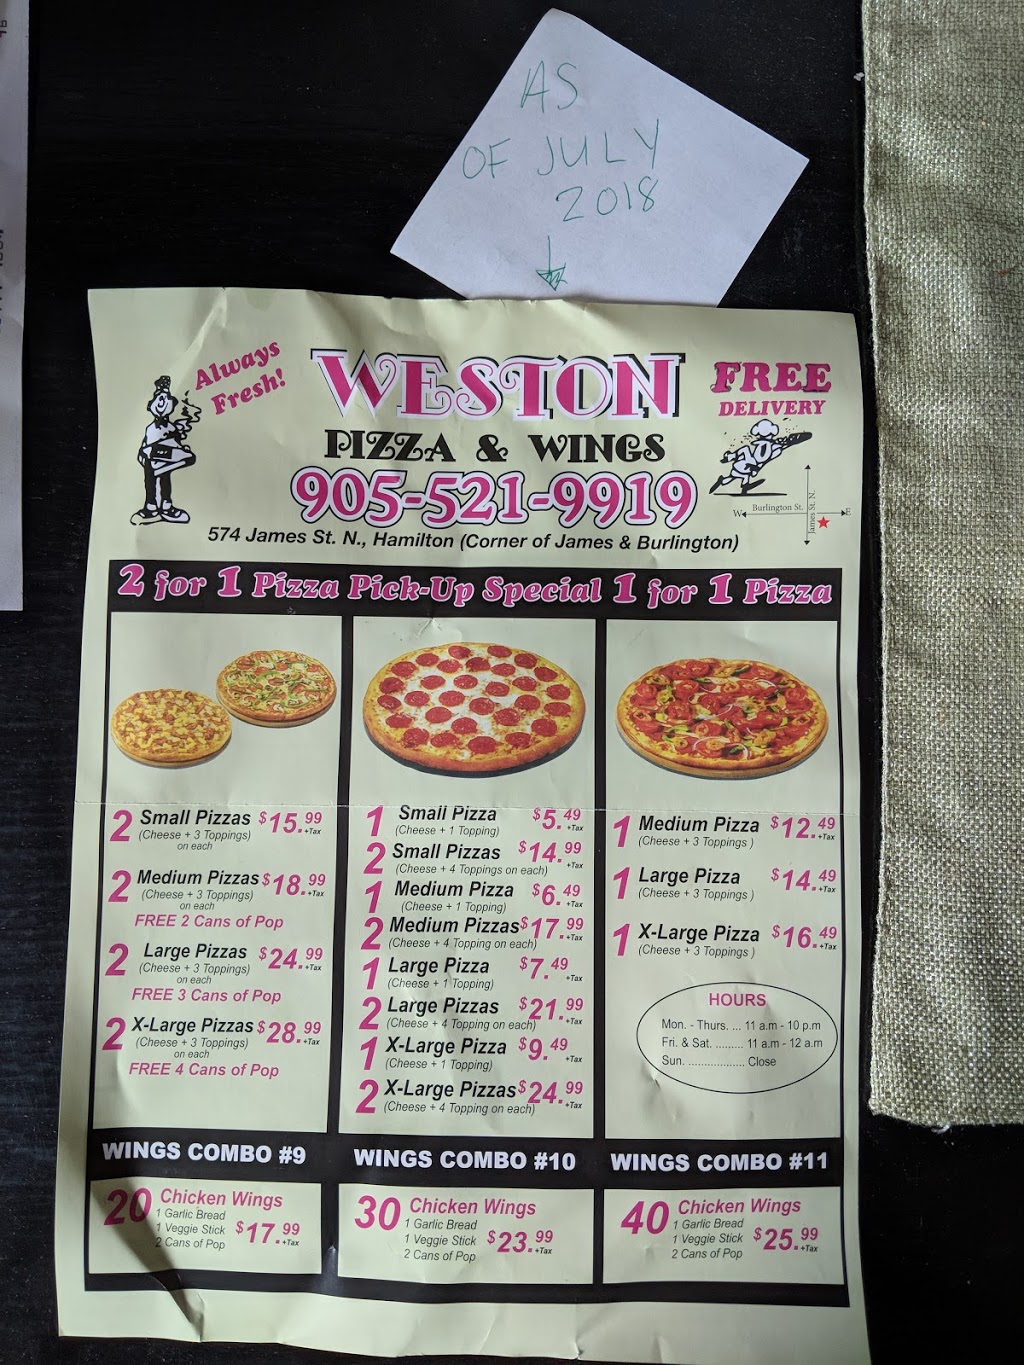 AS
OF JULY
2018
Always
Fresh!
WESTON
PIZZA & WINGS
905-521-9919
574 James St. N., Hamilton (Corner of James & Burlington)
FREE
DELIVERY
Burlington St.
James St. N.
W
E
2 for 1 Pizza Pick-Up Special 1 for 1 Pizza
2 Small Pizzas $15.99 +Tax
(Cheese + 3 Toppings)
on each
2 Medium Pizzas $18.99 +Tax
(Cheese + 3 Toppings)
on each
FREE 2 Cans of Pop
2 Large Pizzas $24.99 +Tax
(Cheese + 3 Toppings)
on each
FREE 3 Cans of Pop
2 X-Large Pizzas $28.99 +Tax
(Cheese + 3 Toppings)
on each
FREE 4 Cans of Pop
1 Small Pizza $5.49 +Tax
(Cheese + 1 Topping)
2 Small Pizzas $14.99 +Tax
(Cheese + 4 Toppings on each)
1 Medium Pizza $6.49 +Tax
(Cheese + 1 Topping)
2 Medium Pizzas $17.99 +Tax
(Cheese + 4 Topping on each)
1 Large Pizza $7.49 +Tax
(Cheese + 1 Topping)
2 Large Pizzas $21.99 +Tax
(Cheese + 4 Topping on each)
1 X-Large Pizza $9.49 +Tax
(Cheese + 1 Topping)
2 X-Large Pizzas $24.99 +Tax
(Cheese + 4 Topping on each)
1 Medium Pizza $12.49 +Tax
(Cheese + 3 Toppings )
1 Large Pizza $14.49 +Tax
(Cheese + 3 Toppings )
1 X-Large Pizza $16.49 +Tax
(Cheese + 3 Toppings )
HOURS
Mon. - Thurs. ... 11 a.m - 10 p.m
Fri. & Sat. ......... 11 a.m - 12 a.m
Sun. ................... Close
WINGS COMBO #9
20 Chicken Wings
1 Garlic Bread
1 Veggie Stick $17.99 +Tax
2 Cans of Pop
WINGS COMBO #10
30 Chicken Wings
1 Garlic Bread
1 Veggie Stick $23.99 +Tax
2 Cans of Pop
WINGS COMBO #11
40 Chicken Wings
1 Garlic Bread
1 Veggie Stick $25.99 +Tax
2 Cans of Pop